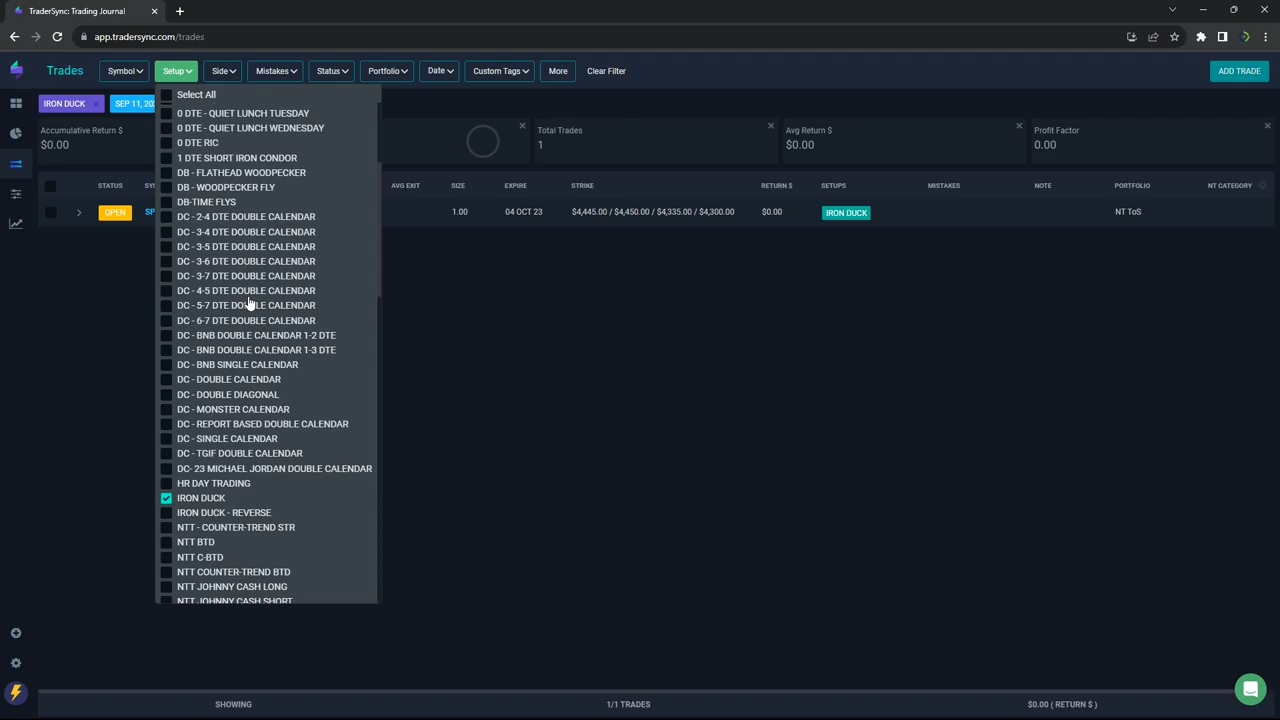 TraderSync Trading Journal
app.tradersync.com/trades
Trades
Symbol
Setup
Side
Mistakes
Status
Portfolio
Date
Custom Tags
More
Clear Filter
ADD TRADE
IRON DUCK
SEP 11,
Accumulative Return $
$0.00
Total Trades
1
Avg Return $
$0.00
Profit Factor
0.00
STATUS
AVG EXIT
SIZE
EXPIRE
STRIKE
RETURN $
SETUPS
MISTAKES
NOTE
PORTFOLIO
NT CATEGORY
OPEN
1.00
04 OCT 23
$4,445.00 / $4,450.00 / $4,335.00 / $4,300.00
$0.00
IRON DUCK
NT ToS
Select All
0 DTE - QUIET LUNCH TUESDAY
0 DTE - QUIET LUNCH WEDNESDAY
0 DTE RIC
1 DTE SHORT IRON CONDOR
DB - FLATHEAD WOODPECKER
DB - WOODPECKER FLY
DB-TIME FLYS
DC - 2-4 DTE DOUBLE CALENDAR
DC - 3-4 DTE DOUBLE CALENDAR
DC - 3-5 DTE DOUBLE CALENDAR
DC - 3-6 DTE DOUBLE CALENDAR
DC - 3-7 DTE DOUBLE CALENDAR
DC - 4-5 DTE DOUBLE CALENDAR
DC - 5-7 DTE DOUBLE CALENDAR
DC - 6-7 DTE DOUBLE CALENDAR
DC - BNB DOUBLE CALENDAR 1-2 DTE
DC - BNB DOUBLE CALENDAR 1-3 DTE
DC - BNB SINGLE CALENDAR
DC - DOUBLE CALENDAR
DC - DOUBLE DIAGONAL
DC - MONSTER CALENDAR
DC - REPORT BASED DOUBLE CALENDAR
DC - SINGLE CALENDAR
DC - TGIF DOUBLE CALENDAR
DC- 23 MICHAEL JORDAN DOUBLE CALENDAR
HR DAY TRADING
IRON DUCK
IRON DUCK - REVERSE
NTT - COUNTER-TREND STR
NTT BTD
NTT C-BTD
NTT COUNTER-TREND BTD
NTT JOHNNY CASH LONG
NTT JOHNNY CASH SHORT
SHOWING
1/1 TRADES
$0.00 ( RETURN $ )